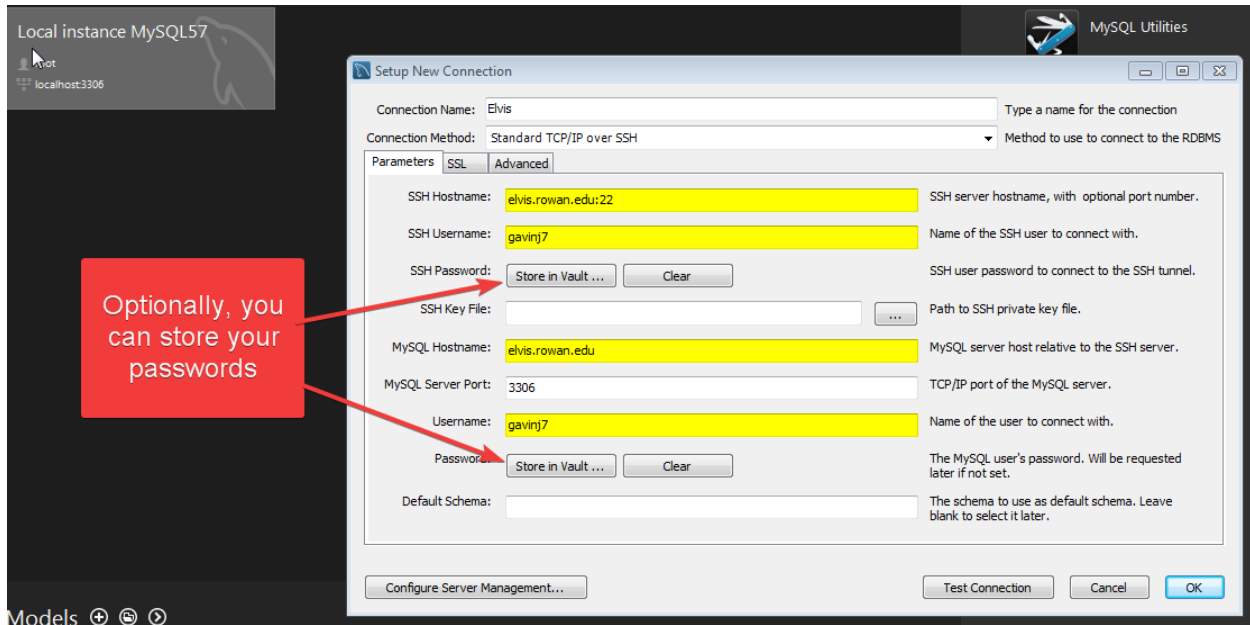 Local instance MySQL57
root
localhost:3306
MySQL Utilities
Setup New Connection
Connection Name: Elvis Type a name for the connection
Connection Method: Standard TCP/IP over SSH Method to use to connect to the RDBMS
Parameters SSL Advanced
SSH Hostname: elvis.rowan.edu:22 SSH server hostname, with optional port number.
SSH Username: gavinj7 Name of the SSH user to connect with.
SSH Password: Store in Vault ... Clear SSH user password to connect to the SSH tunnel.
SSH Key File: ... Path to SSH private key file.
MySQL Hostname: elvis.rowan.edu MySQL server host relative to the SSH server.
MySQL Server Port: 3306 TCP/IP port of the MySQL server.
Username: gavinj7 Name of the user to connect with.
Password: Store in Vault ... Clear The MySQL user's password. Will be requested
later if not set.
Default Schema: The schema to use as default schema. Leave
blank to select it later.
Optionally, you
can store your
passwords
Configure Server Management... Test Connection Cancel OK
Models